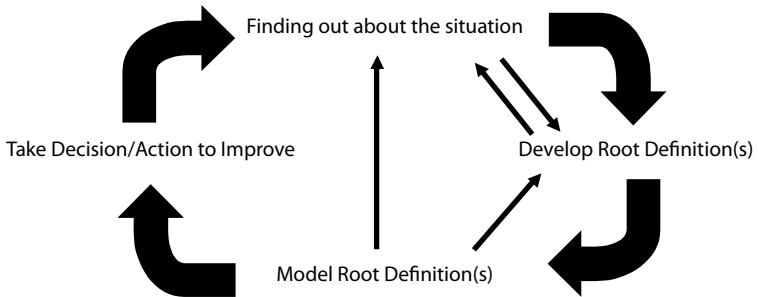 Finding out about the situation
Take Decision/Action to Improve
Develop Root Definition(s)
Model Root Definition(s)